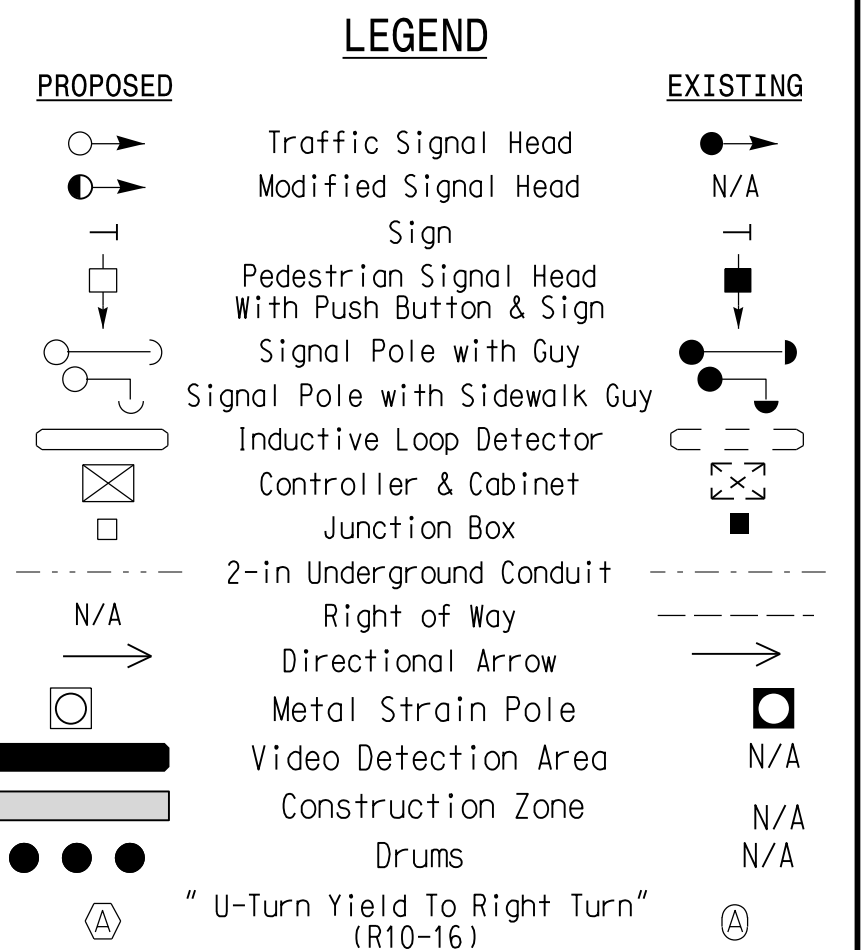 LEGEND
PROPOSED EXISTING
Traffic Signal Head
Modified Signal Head N/A
Sign
Pedestrian Signal Head
With Push Button & Sign
Signal Pole with Guy
Signal Pole with Sidewalk Guy
Inductive Loop Detector
Controller & Cabinet
Junction Box
2-in Underground Conduit
N/A Right of Way
Directional Arrow
Metal Strain Pole
Video Detection Area N/A
Construction Zone N/A
Drums N/A
A " U-Turn Yield To Right Turn" A
(R10-16)